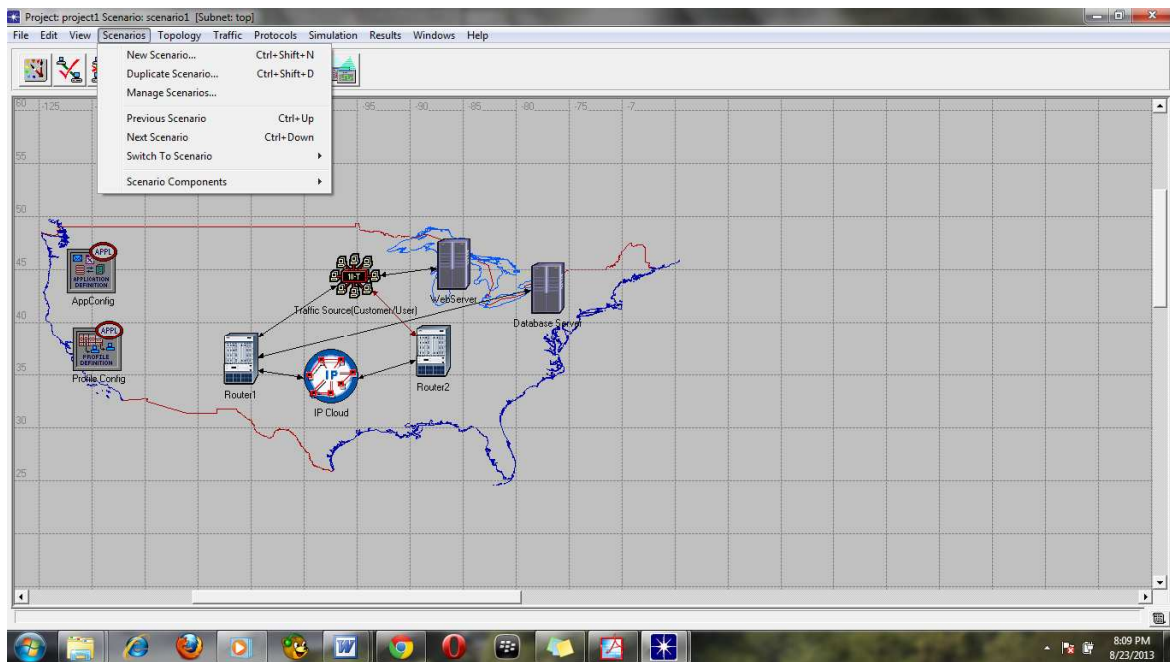 Project: project1 Scenario: scenario1 [Subnet: top]
File Edit View Scenarios Topology Traffic Protocols Simulation Results Windows Help
New Scenario... Ctrl+Shift+N
Duplicate Scenario... Ctrl+Shift+D
Manage Scenarios...
Previous Scenario Ctrl+Up
Next Scenario Ctrl+Down
Switch To Scenario
Scenario Components
60 -125 -95 -90 -85 -80 -75 -7
55
50
45
40
35
30
25
APPL
APPLICATION
DEFINITION
AppConfig
APPL
PROFILE
DEFINITION
Profile Config
Traffic Source(Customer/User)
WebServer
Database Server
Router1
IP
IP Cloud
Router2
W
8:09 PM
8/23/2013